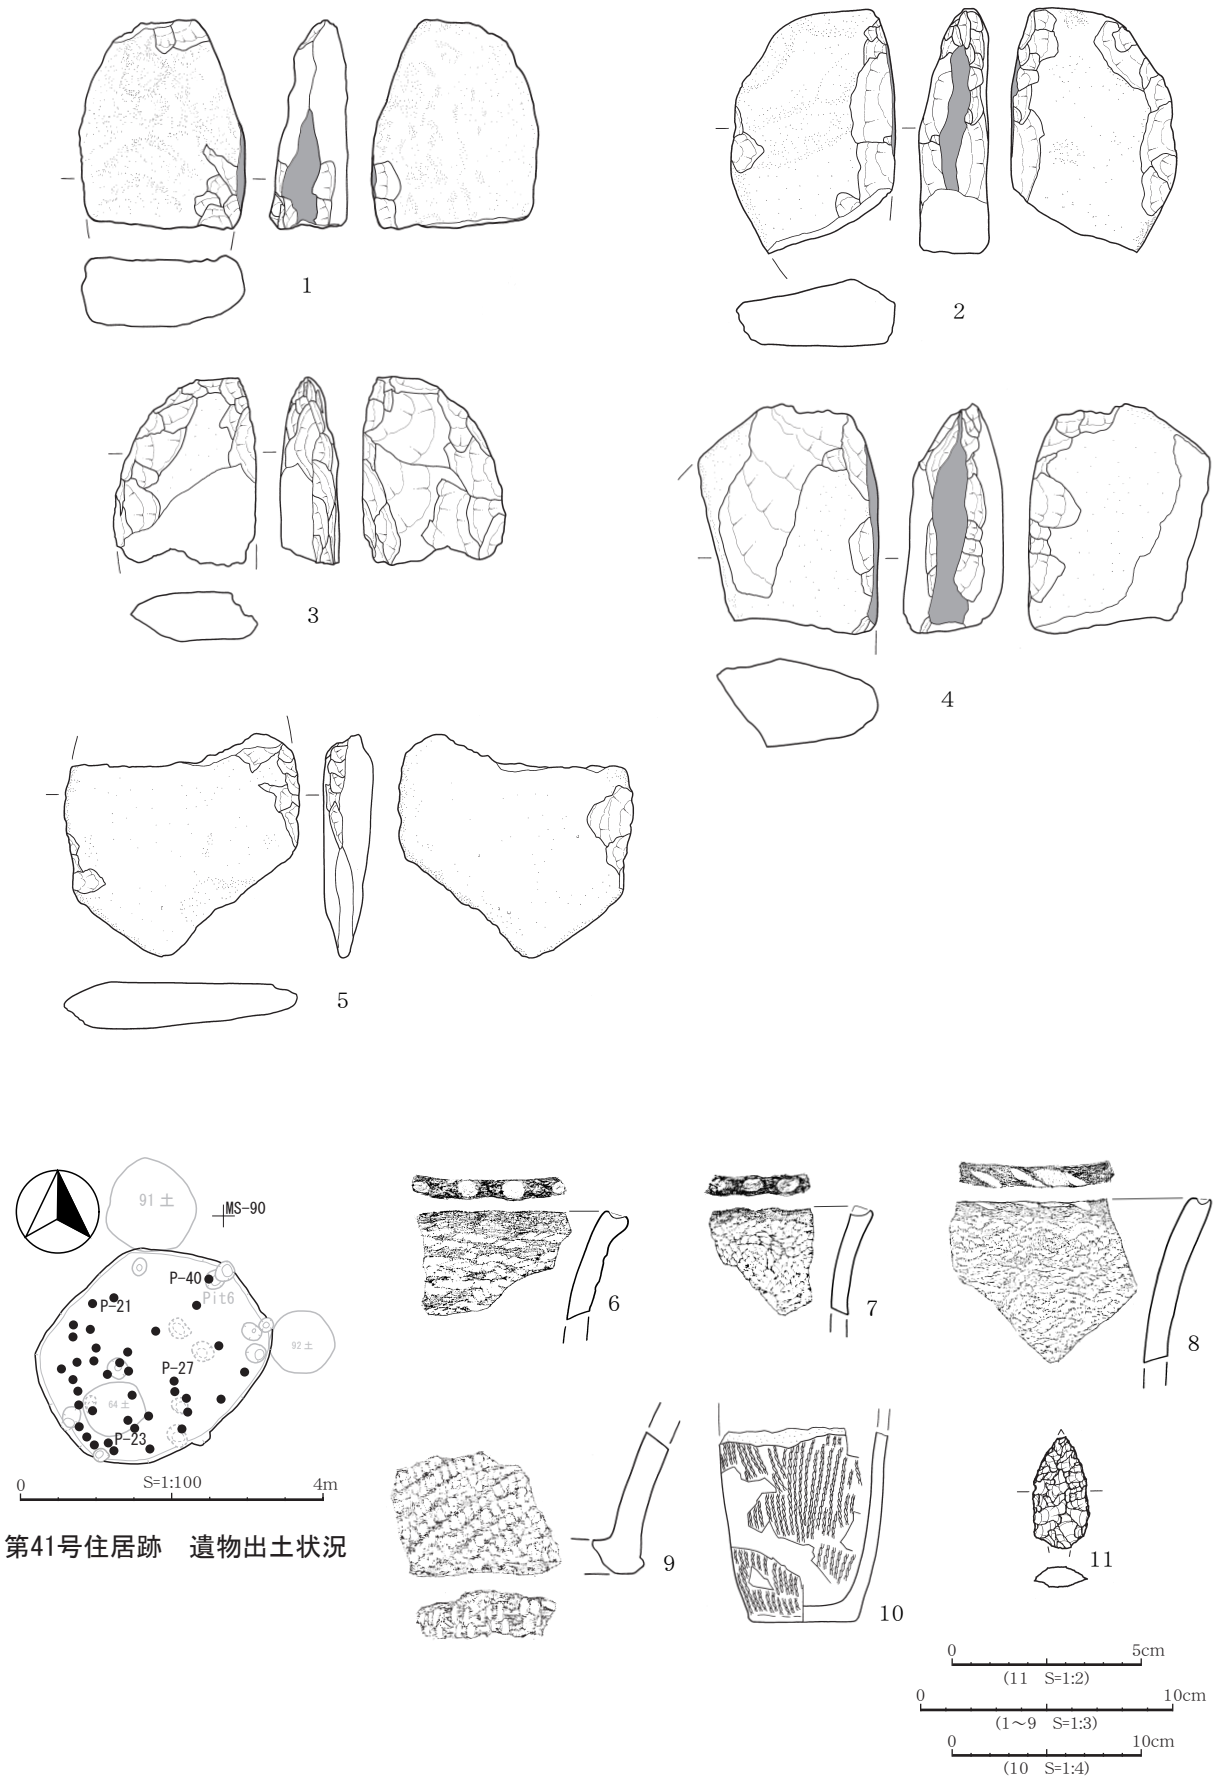 1
2
3
4
5
91土
MS-90
P-40
Pit6
P-21
92土
P-27
64土
P-23
0 S=1:100 4m
第41号住居跡 遺物出土状況
6
7
8
9
10
11
0 5cm
(11 S=1:2)
0 10cm
(1～9 S=1:3)
0 10cm
(10 S=1:4)